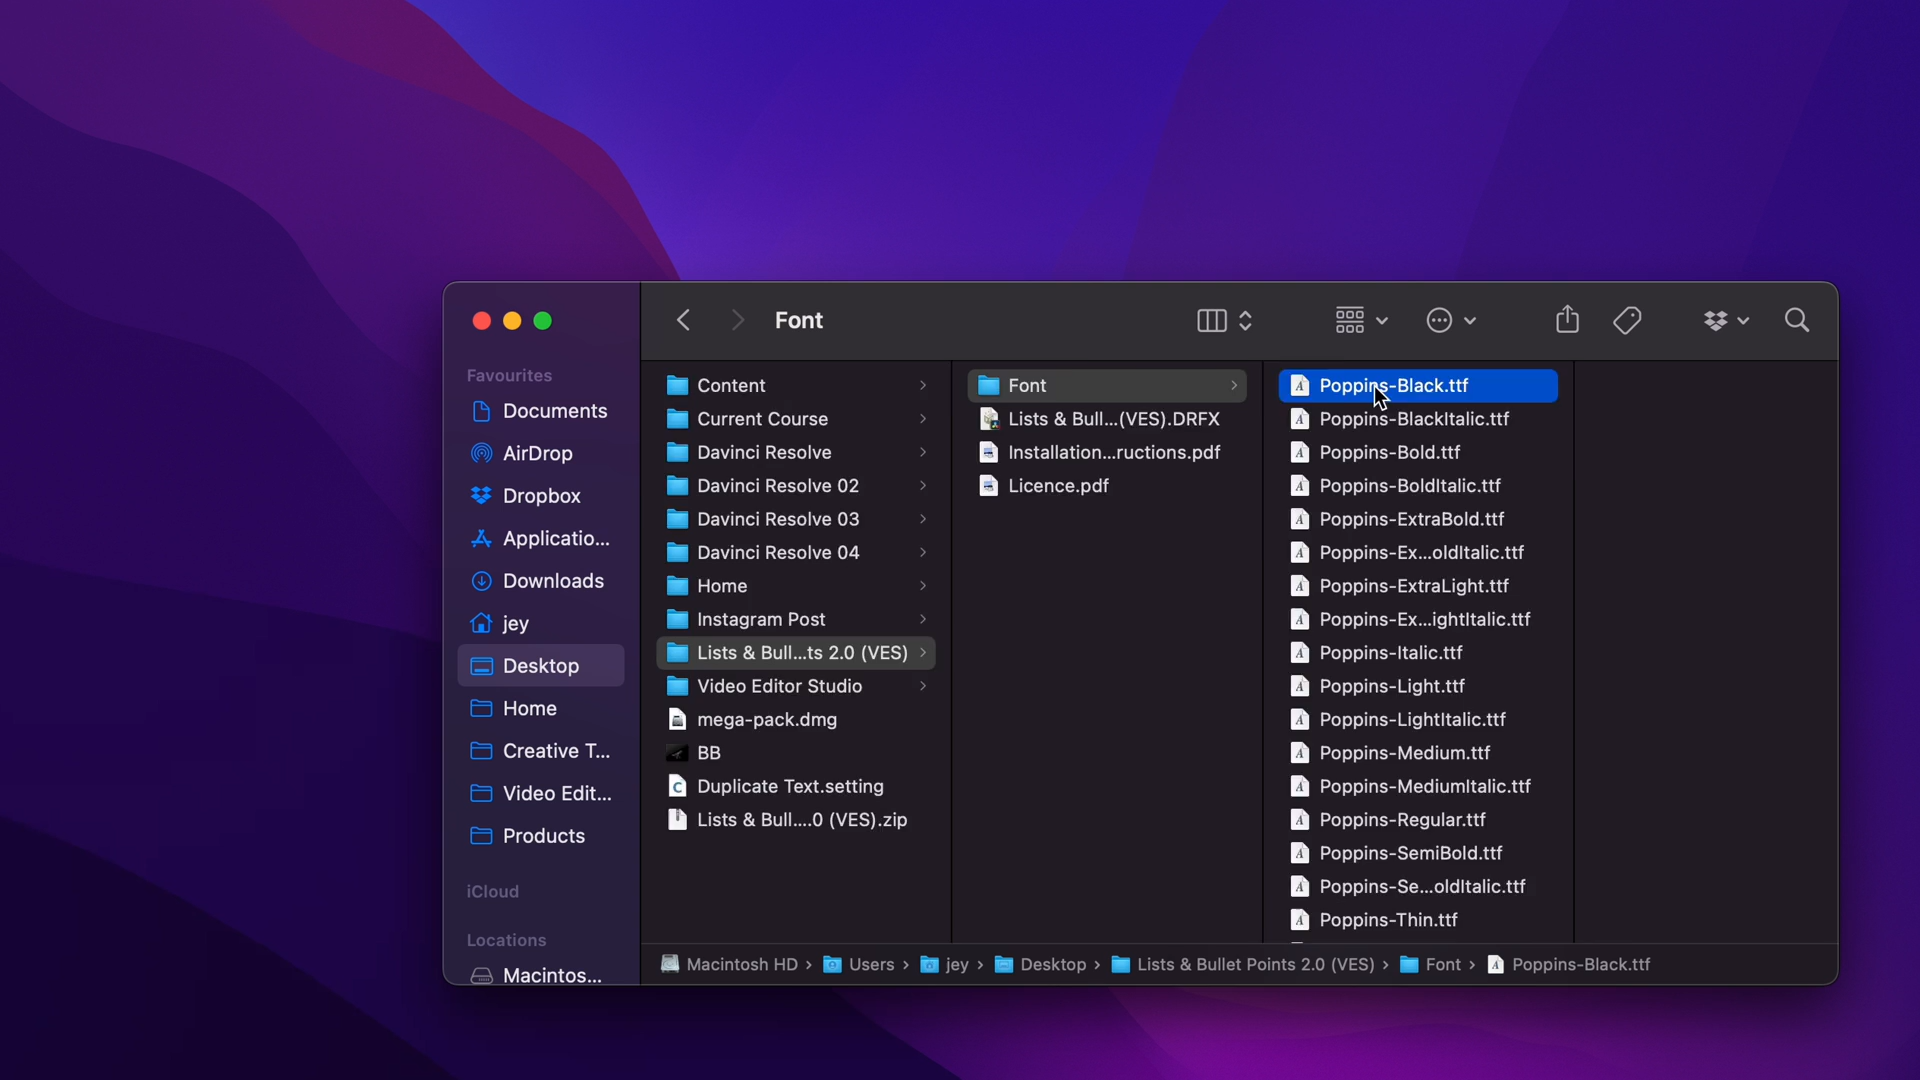 Font
Favourites
Documents
AirDrop
Dropbox
Applicatio...
Downloads
jey
Desktop
Home
Creative T...
Video Edit...
Products
iCloud
Locations
Macintos...
Content
Current Course
Davinci Resolve
Davinci Resolve 02
Davinci Resolve 03
Davinci Resolve 04
Home
Instagram Post
Lists & Bull...ts 2.0 (VES)
Video Editor Studio
mega-pack.dmg
BB
Duplicate Text.setting
Lists & Bull....0 (VES).zip
Font
Lists & Bull...(VES).DRFX
Installation...ructions.pdf
Licence.pdf
Poppins-Black.ttf
Poppins-BlackItalic.ttf
Poppins-Bold.ttf
Poppins-BoldItalic.ttf
Poppins-ExtraBold.ttf
Poppins-Ex...oldItalic.ttf
Poppins-ExtraLight.ttf
Poppins-Ex...ightItalic.ttf
Poppins-Italic.ttf
Poppins-Light.ttf
Poppins-LightItalic.ttf
Poppins-Medium.ttf
Poppins-MediumItalic.ttf
Poppins-Regular.ttf
Poppins-SemiBold.ttf
Poppins-Se...oldItalic.ttf
Poppins-Thin.ttf
Macintosh HD › Users › jey › Desktop › Lists & Bullet Points 2.0 (VES) › Font › Poppins-Black.ttf